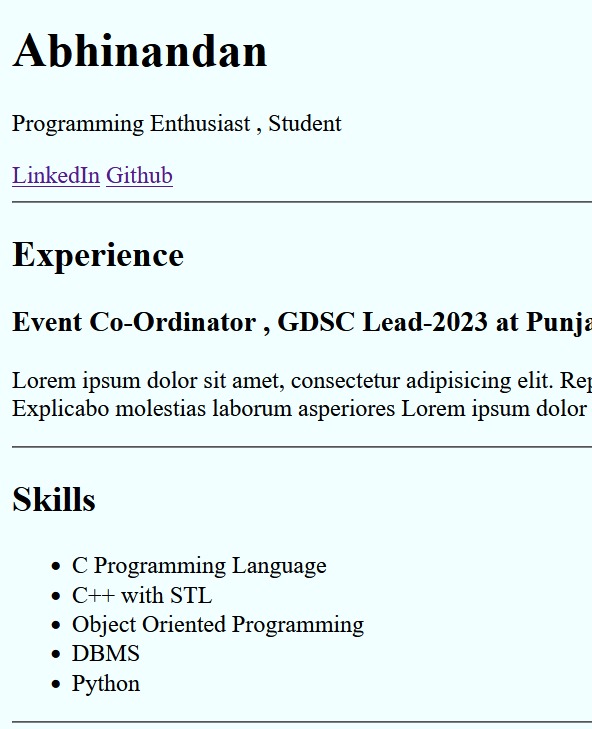 Abhinandan
Programming Enthusiast , Student
LinkedIn Github
Experience
Event Co-Ordinator , GDSC Lead-2023 at
Lorem ipsum dolor sit amet, consectetur adipisicing elit.
Explicabo molestias laborum asperiores Lorem ipsum dolor
Skills
C Programming Language
C++ with STL
Object Oriented Programming
DBMS
Python